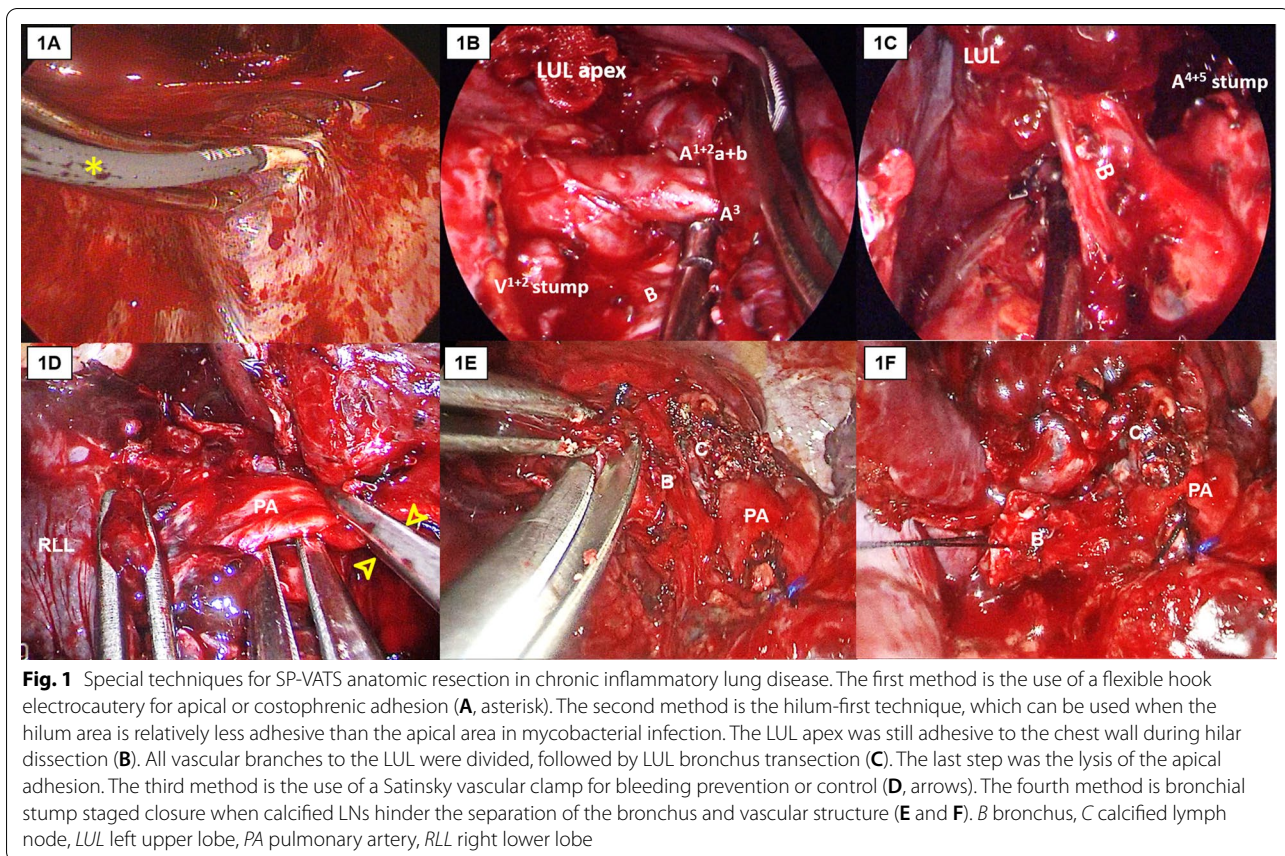 1A
1B
LUL apex
A1+2a+b
A3
V1+2 stump
B
1C
LUL
A4+5 stump
B
1D
PA
RLL
1E
C
B
PA
1F
C
PA
B
Fig. 1 Special techniques for SP-VATS anatomic resection in chronic inflammatory lung disease. The first method is the use of a flexible hook
electrocautery for apical or costophrenic adhesion (A, asterisk). The second method is the hilum-first technique, which can be used when the
hilum area is relatively less adhesive than the apical area in mycobacterial infection. The LUL apex was still adhesive to the chest wall during hilar
dissection (B). All vascular branches to the LUL were divided, followed by LUL bronchus transection (C). The last step was the lysis of the apical
adhesion. The third method is the use of a Satinsky vascular clamp for bleeding prevention or control (D, arrows). The fourth method is bronchial
stump staged closure when calcified LNs hinder the separation of the bronchus and vascular structure (E and F). B bronchus, C calcified lymph
node, LUL left upper lobe, PA pulmonary artery, RLL right lower lobe